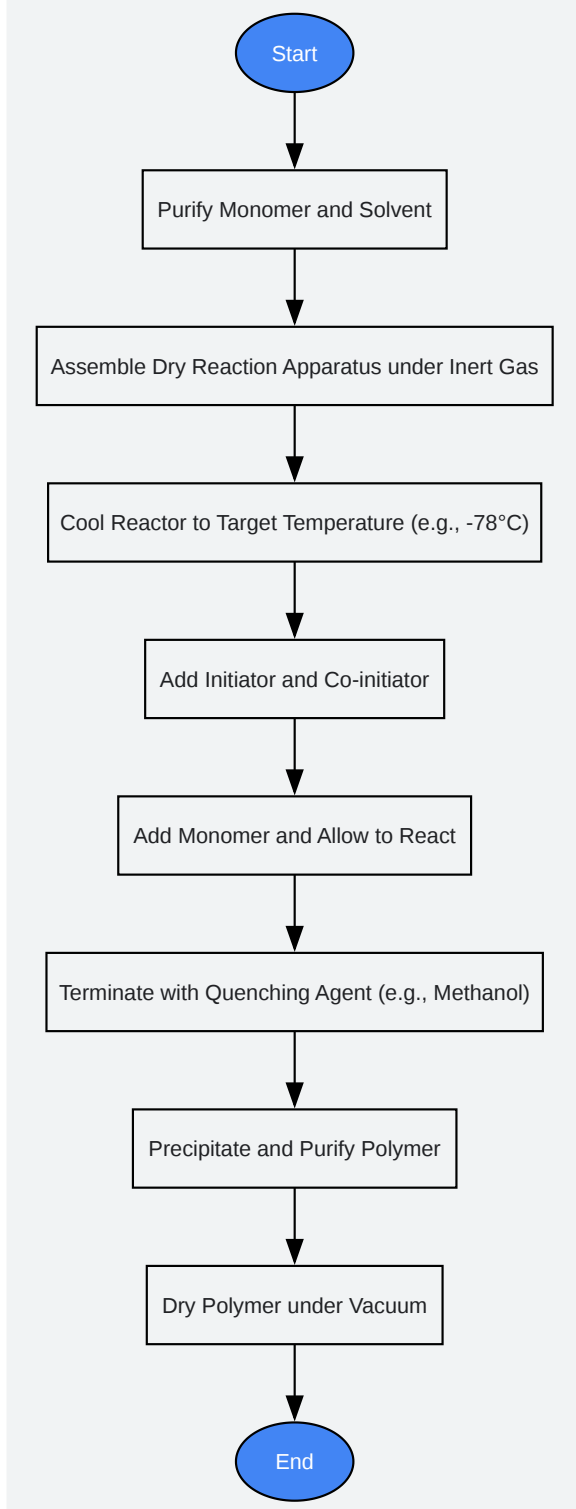 Start
Purify Monomer and Solvent
Assemble Dry Reaction Apparatus under Inert Gas
Cool Reactor to Target Temperature (e.g., -78°C)
Add Initiator and Co-initiator
Add Monomer and Allow to React
Terminate with Quenching Agent (e.g., Methanol)
Precipitate and Purify Polymer
Dry Polymer under Vacuum
End